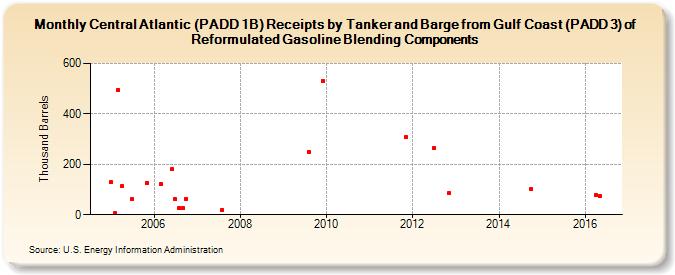 Monthly Central Atlantic (PADD 1B) Receipts by Tanker and Barge from Gulf Coast (PADD 3) of
Reformulated Gasoline Blending Components
Thousand Barrels
600
400
200
0
2006
2008
2010
2012
2014
2016
Source: U.S. Energy Information Administration